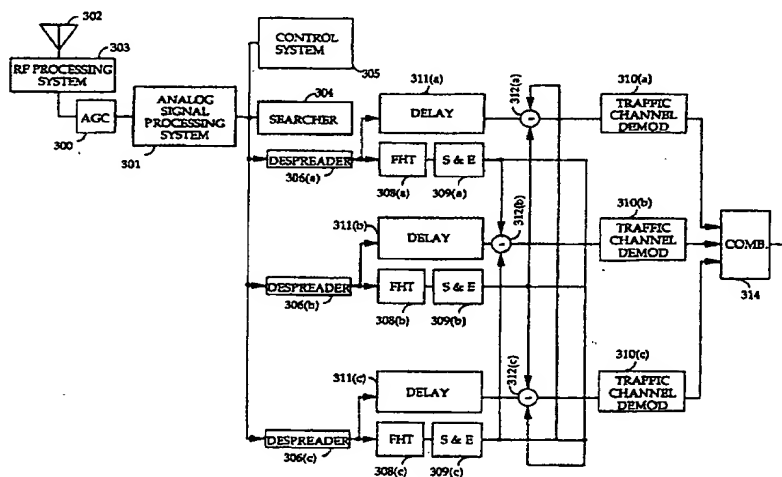 302
303
RF PROCESSING
SYSTEM
AGC
300
ANALOG
SIGNAL
PROCESSING
SYSTEM
301
CONTROL
SYSTEM
305
304
SEARCHER
311(a)
DELAY
312(a)
-
310(a)
TRAFFIC
CHANNEL
DEMOD
DESPREADER
306(a)
FHT
308(a)
S & E
309(a)
311(b)
DELAY
312(b)
-
310(b)
TRAFFIC
CHANNEL
DEMOD
COMB.
314
DESPREADER
306(b)
FHT
308(b)
S & E
309(b)
311(c)
DELAY
312(c)
-
310(c)
TRAFFIC
CHANNEL
DEMOD
DESPREADER
306(c)
FHT
308(c)
S & E
309(c)